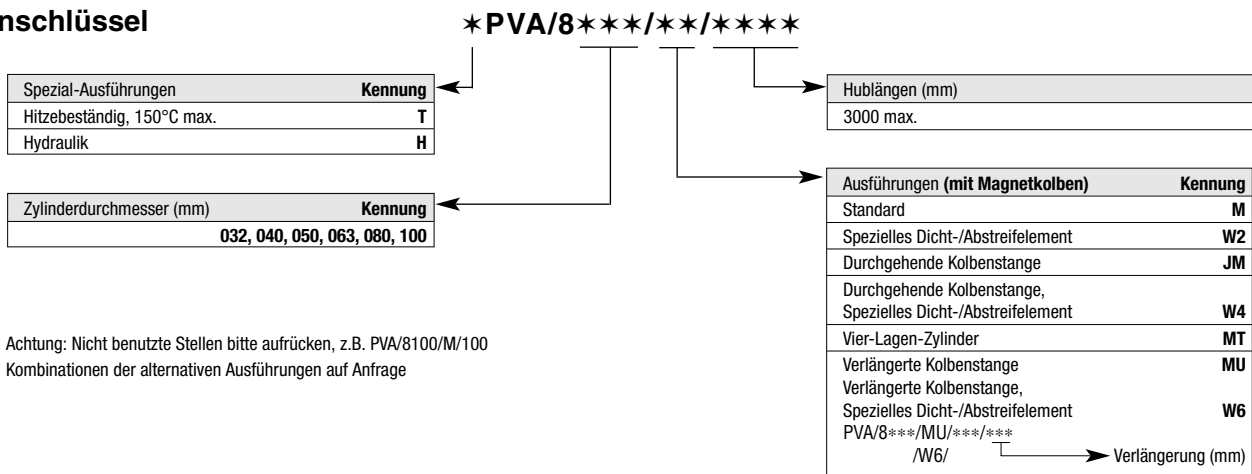 nschlüssel
✶PVA/8✶✶✶/✶✶/✶✶✶✶
Spezial-Ausführungen Kennung
Hitzebeständig, 150°C max. T
Hydraulik H
Zylinderdurchmesser (mm) Kennung
032, 040, 050, 063, 080, 100
Achtung: Nicht benutzte Stellen bitte aufrücken, z.B. PVA/8100/M/100
Kombinationen der alternativen Ausführungen auf Anfrage
Hublängen (mm)
3000 max.
Ausführungen (mit Magnetkolben) Kennung
Standard M
Spezielles Dicht-/Abstreifelement W2
Durchgehende Kolbenstange JM
Durchgehende Kolbenstange,
Spezielles Dicht-/Abstreifelement W4
Vier-Lagen-Zylinder MT
Verlängerte Kolbenstange MU
Verlängerte Kolbenstange,
Spezielles Dicht-/Abstreifelement W6
PVA/8∗∗∗/MU/∗∗∗/∗∗∗
/W6/ Verlängerung (mm)